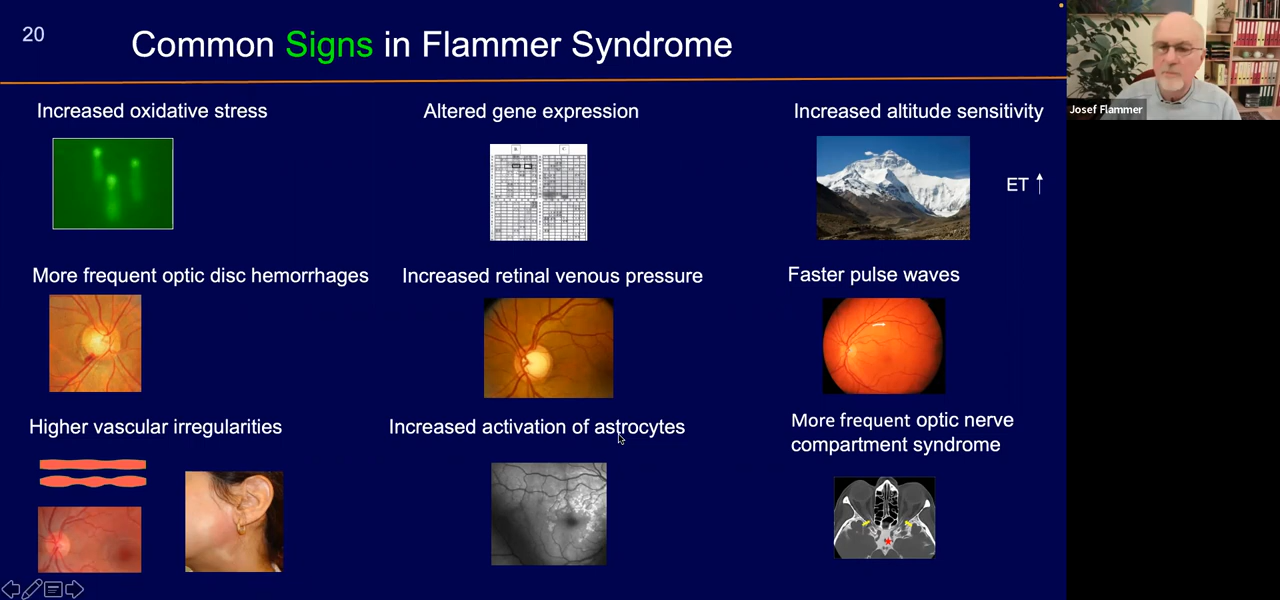 20
Common Signs in Flammer Syndrome
Josef Flammer
Increased oxidative stress
Altered gene expression
Increased altitude sensitivity
ET ↑
More frequent optic disc hemorrhages
Increased retinal venous pressure
Faster pulse waves
Higher vascular irregularities
Increased activation of astrocytes
More frequent optic nerve
compartment syndrome